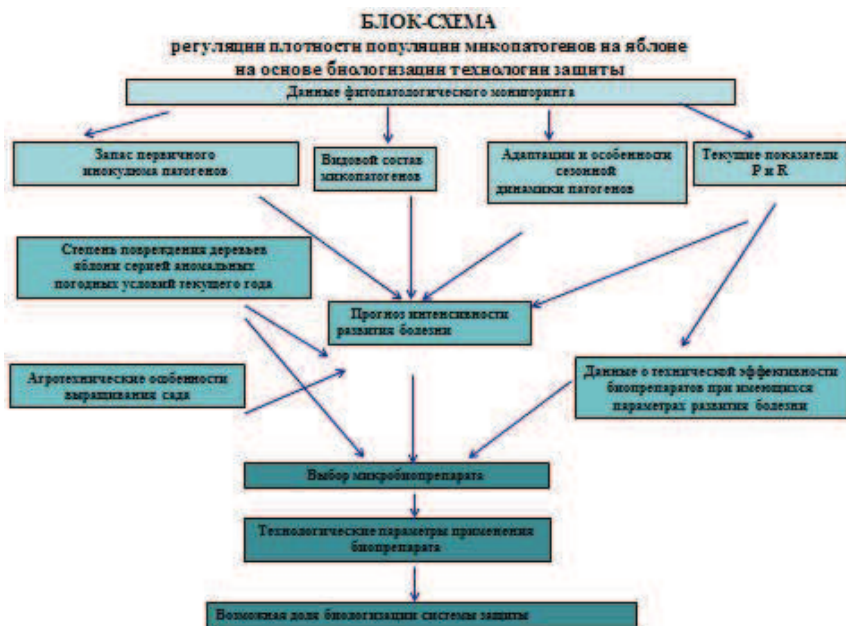 БЛОК-СХЕМА
регуляции плотности популяции микопатогенов на яблоне
на основе биологизации технологии защиты
Данные фитопатологического мониторинга
Запас первичного
инокулюма патогенов
Видовой состав
микопатогенов
Адаптации и особенности
сезонной
динамики патогенов
Текущие показатели
Р и R
Степень повреждения деревьев
яблони серией аномальных
погодных условий текущего года
Прогноз интенсивности
развития болезни
Агротехнические особенности
выращивания сада
Данные о технической эффективности
биопрепаратов при имеющихся
параметрах развития болезни
Выбор микробиопрепарата
Технологические параметры применения
биопрепарата
Возможная доля биологизации системы защиты